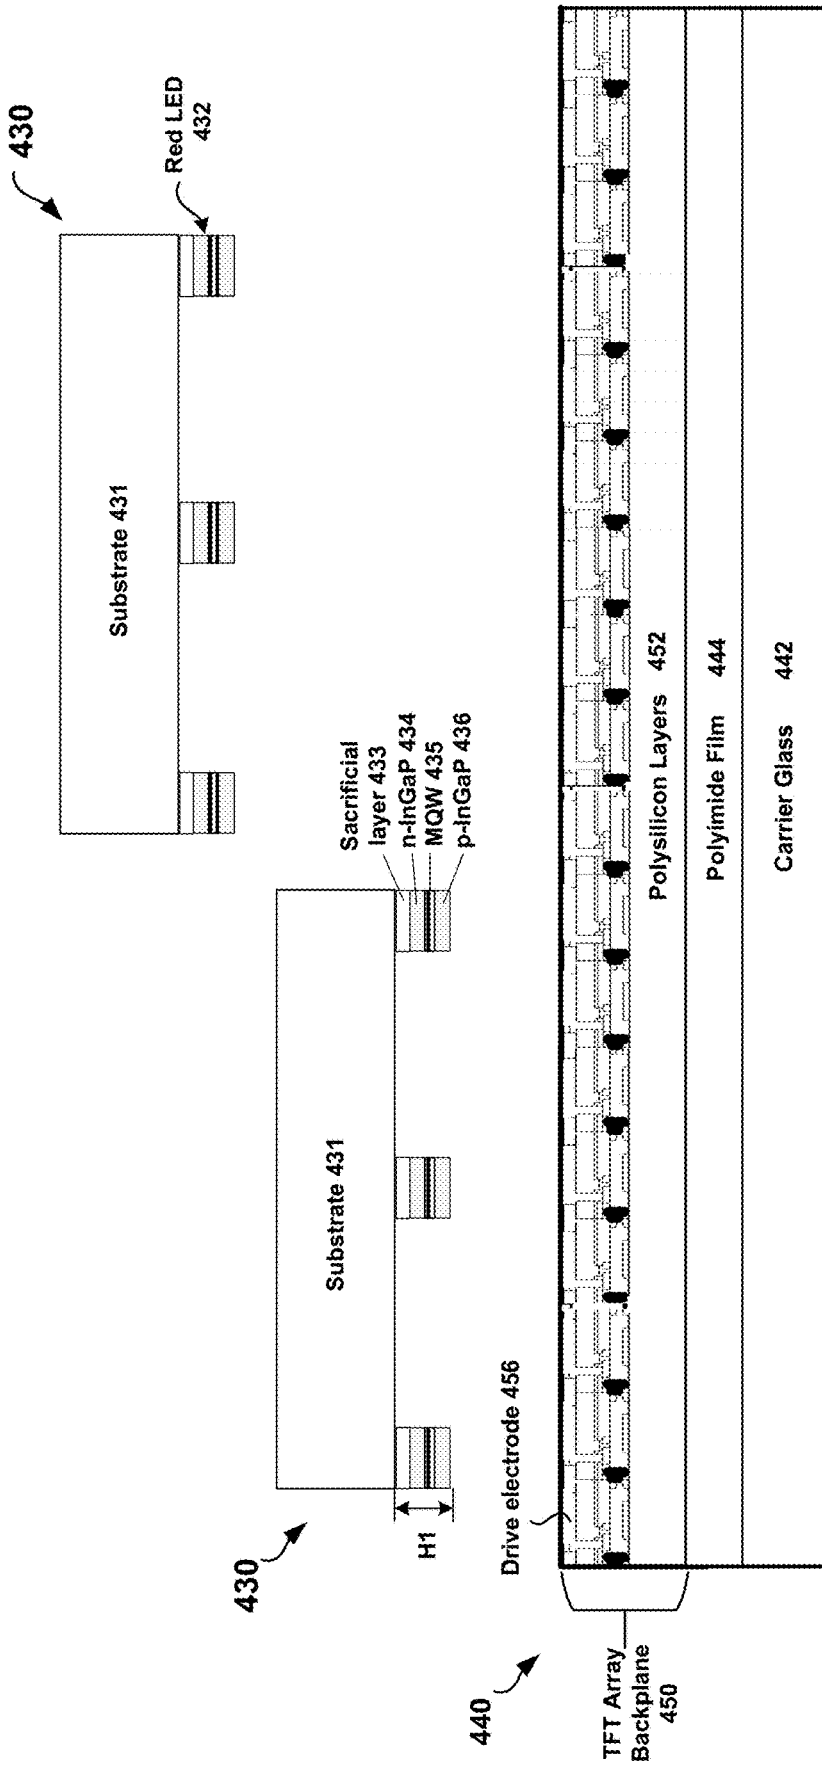 430
Red LED
432
Substrate 431
Sacrificial
layer 433
n-InGaP 434
MQW 435
p-InGaP 436
Substrate 431
430
H1
Drive electrode 456
440
TFT Array
Backplane
450
Polysilicon Layers 452
Polyimide Film 444
Carrier Glass 442